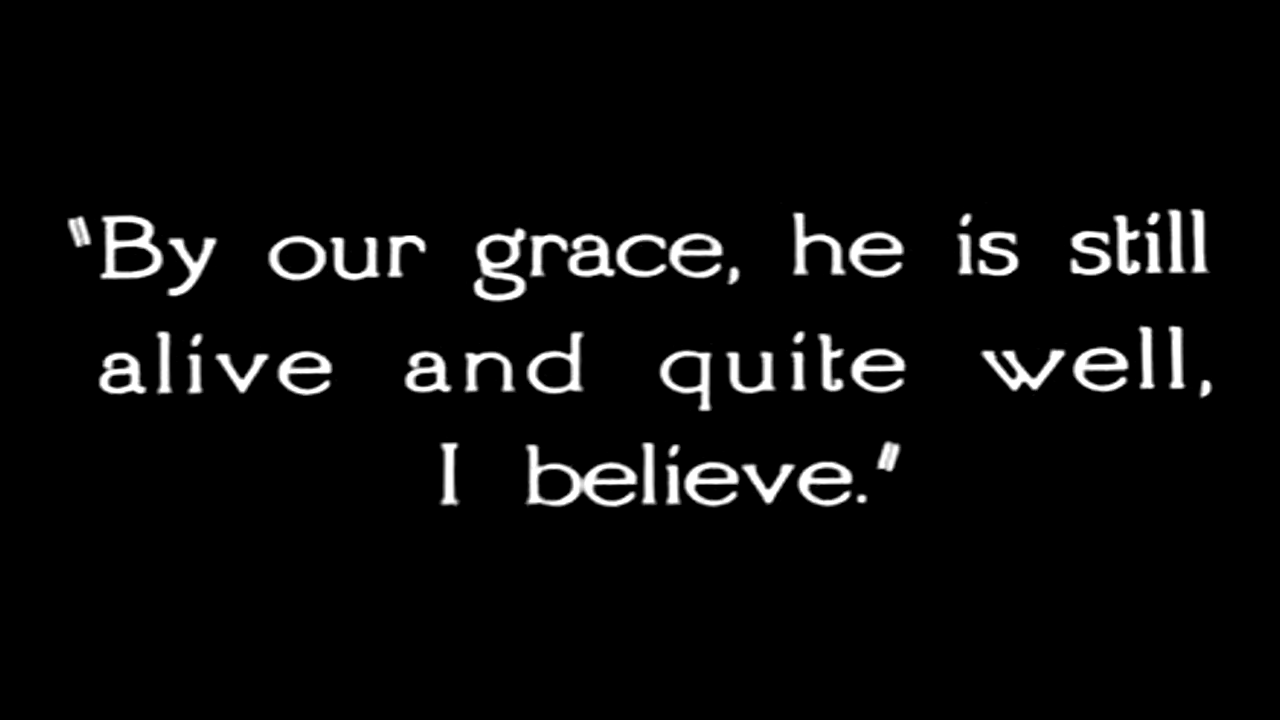 "By our grace, he is still
alive and quite well,
I believe."